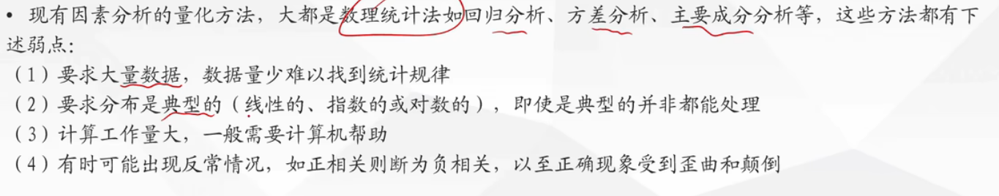 • 现有因素分析的量化方法，大都是数理统计法如回归分析、方差分析、主要成分分析等，这些方法都有下
述弱点：
（1）要求大量数据，数据量少难以找到统计规律
（2）要求分布是典型的（线性的、指数的或对数的），即使是典型的并非都能处理
（3）计算工作量大，一般需要计算机帮助
（4）有时可能出现反常情况，如正相关则断为负相关，以至正确现象受到歪曲和颠倒